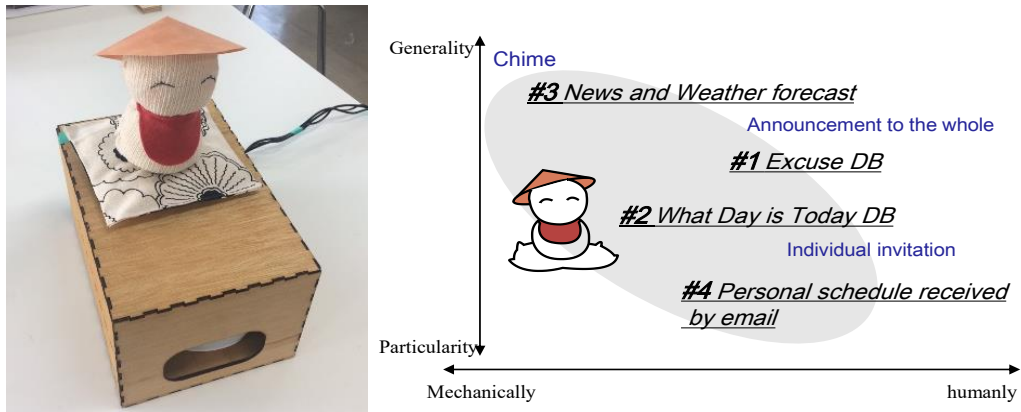 Generality
Chime
#3 News and Weather forecast
Announcement to the whole
#1 Excuse DB
#2 What Day is Today DB
Individual invitation
#4 Personal schedule received
by email
Particularity
Mechanically
humanly